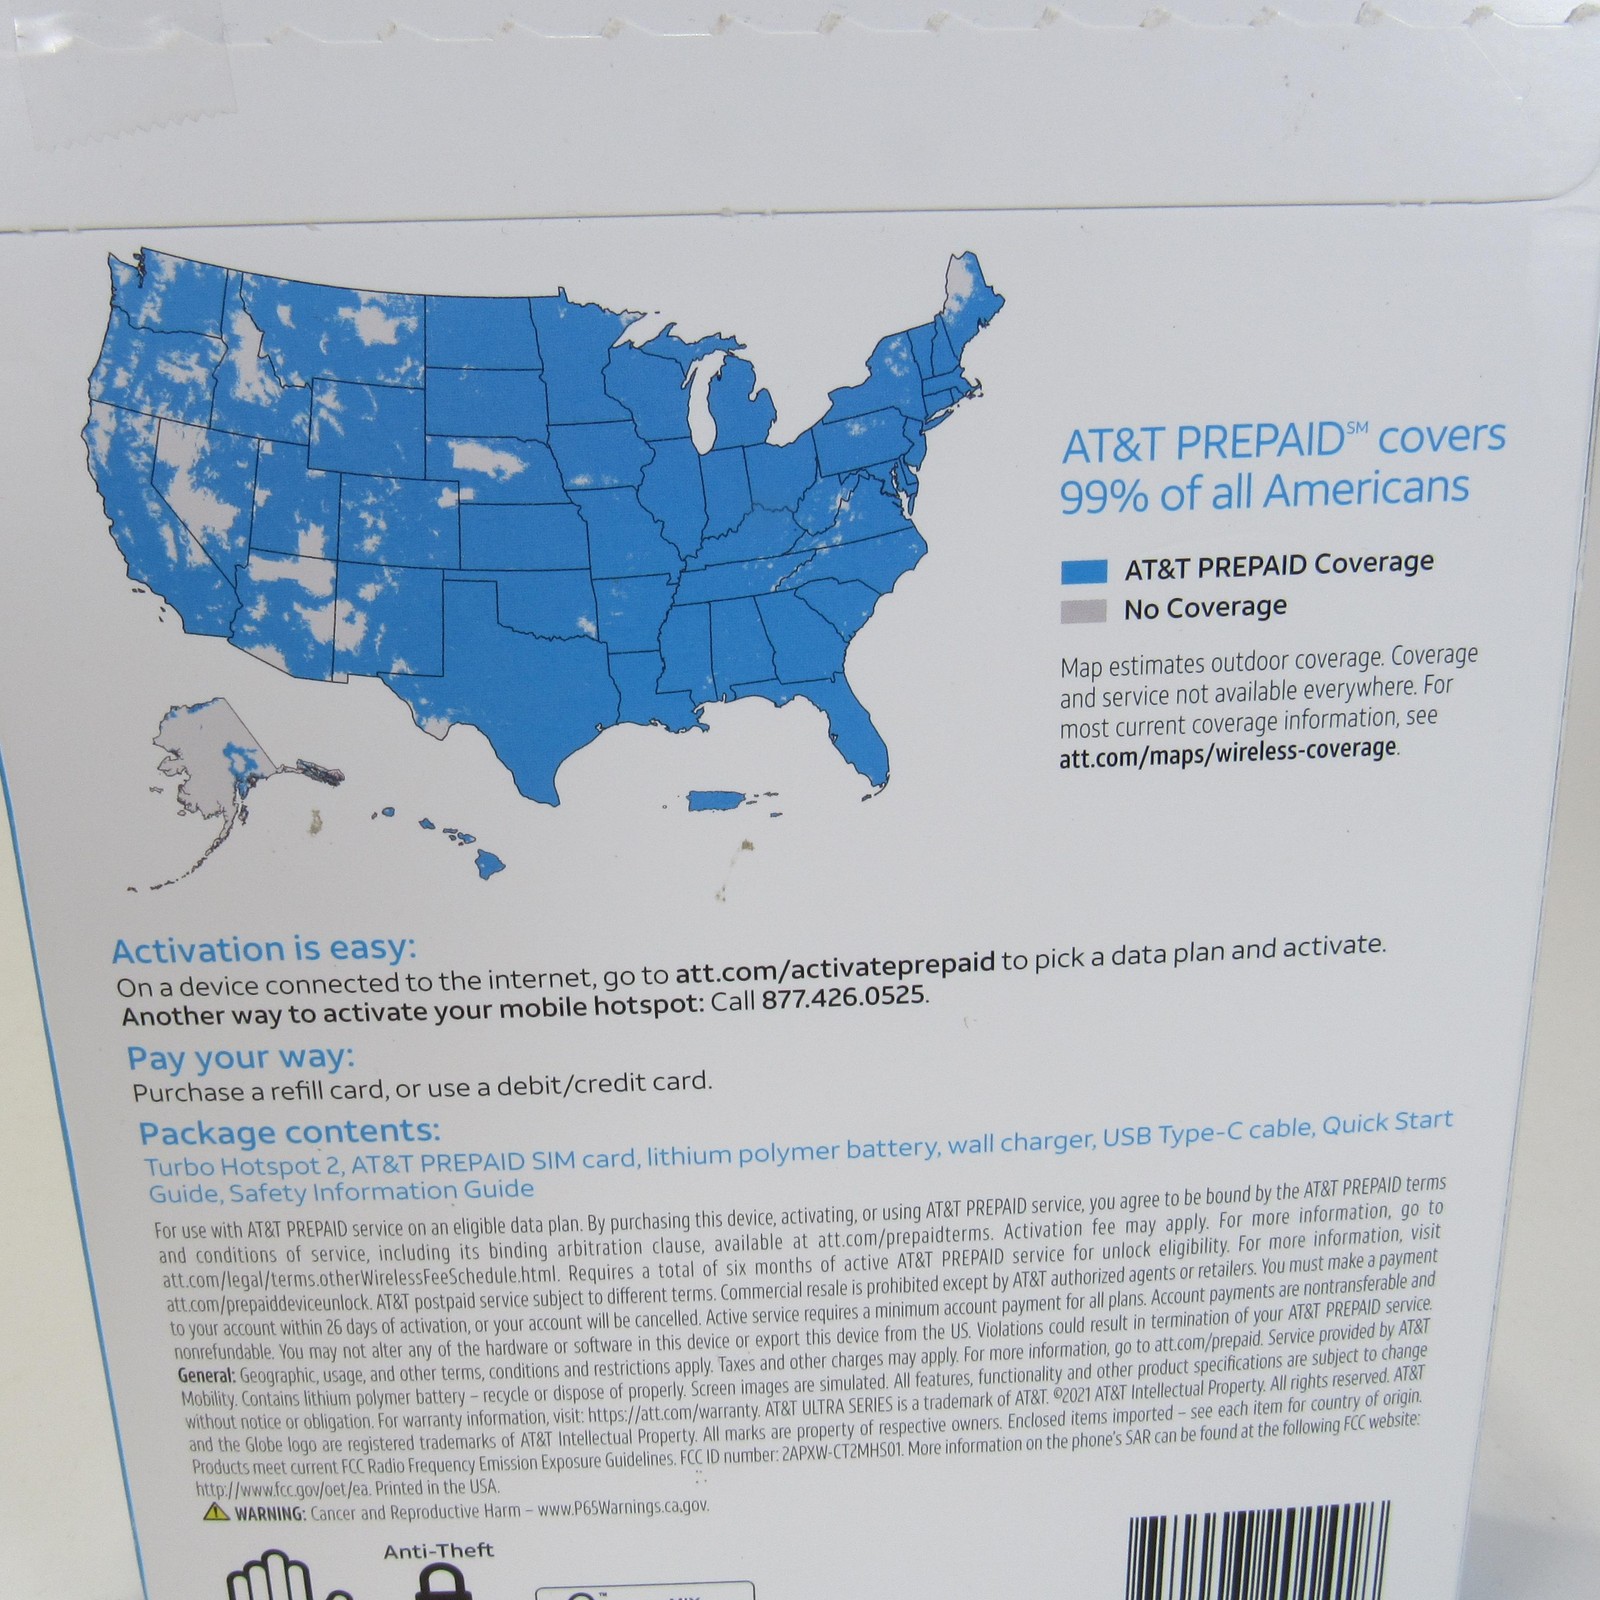 AT&T PREPAID℠ covers
99% of all Americans
AT&T PREPAID Coverage
No Coverage
Map estimates outdoor coverage. Coverage
and service not available everywhere. For
most current coverage information, see
att.com/maps/wireless-coverage.
Activation is easy:
On a device connected to the internet, go to att.com/activateprepaid to pick a data plan and activate.
Another way to activate your mobile hotspot: Call 877.426.0525.
Pay your way:
Purchase a refill card, or use a debit/credit card.
Package contents:
Turbo Hotspot 2, AT&T PREPAID SIM card, lithium polymer battery, wall charger, USB Type-C cable, Quick Start
Guide, Safety Information Guide
For use with AT&T PREPAID service on an eligible data plan. By purchasing this device, activating, or using AT&T PREPAID service, you agree to be bound by the AT&T PREPAID terms
and conditions of service, including its binding arbitration clause, available at att.com/prepaidterms. Activation fee may apply. For more information, go to
att.com/legal/terms.otherWirelessFeeSchedule.html. Requires a total of six months of active AT&T PREPAID service for unlock eligibility. For more information, visit
att.com/prepaiddeviceunlock. AT&T postpaid service subject to different terms. Commercial resale is prohibited except by AT&T authorized agents or retailers. You must make a payment
to your account within 26 days of activation, or your account will be cancelled. Active service requires a minimum account payment for all plans. Account payments are nontransferable and
nonrefundable. You may not alter any of the hardware or software in this device or export this device from the US. Violations could result in termination of your AT&T PREPAID service.
General: Geographic, usage, and other terms, conditions and restrictions apply. Taxes and other charges may apply. For more information, go to att.com/prepaid. Service provided by AT&T
Mobility. Contains lithium polymer battery – recycle or dispose of properly. Screen images are simulated. All features, functionality and other product specifications are subject to change
without notice or obligation. For warranty information, visit: https://att.com/warranty. AT&T ULTRA SERIES is a trademark of AT&T. ©2021 AT&T Intellectual Property. All rights reserved. AT&T
and the Globe logo are registered trademarks of AT&T Intellectual Property. All marks are property of respective owners. Enclosed items imported – see each item for country of origin.
Products meet current FCC Radio Frequency Emission Exposure Guidelines. FCC ID number: 2APXW-CT2MHS01. More information on the phone's SAR can be found at the following FCC website:
http://www.fcc.gov/oet/ea. Printed in the USA.
WARNING: Cancer and Reproductive Harm – www.P65Warnings.ca.gov.
Anti-Theft